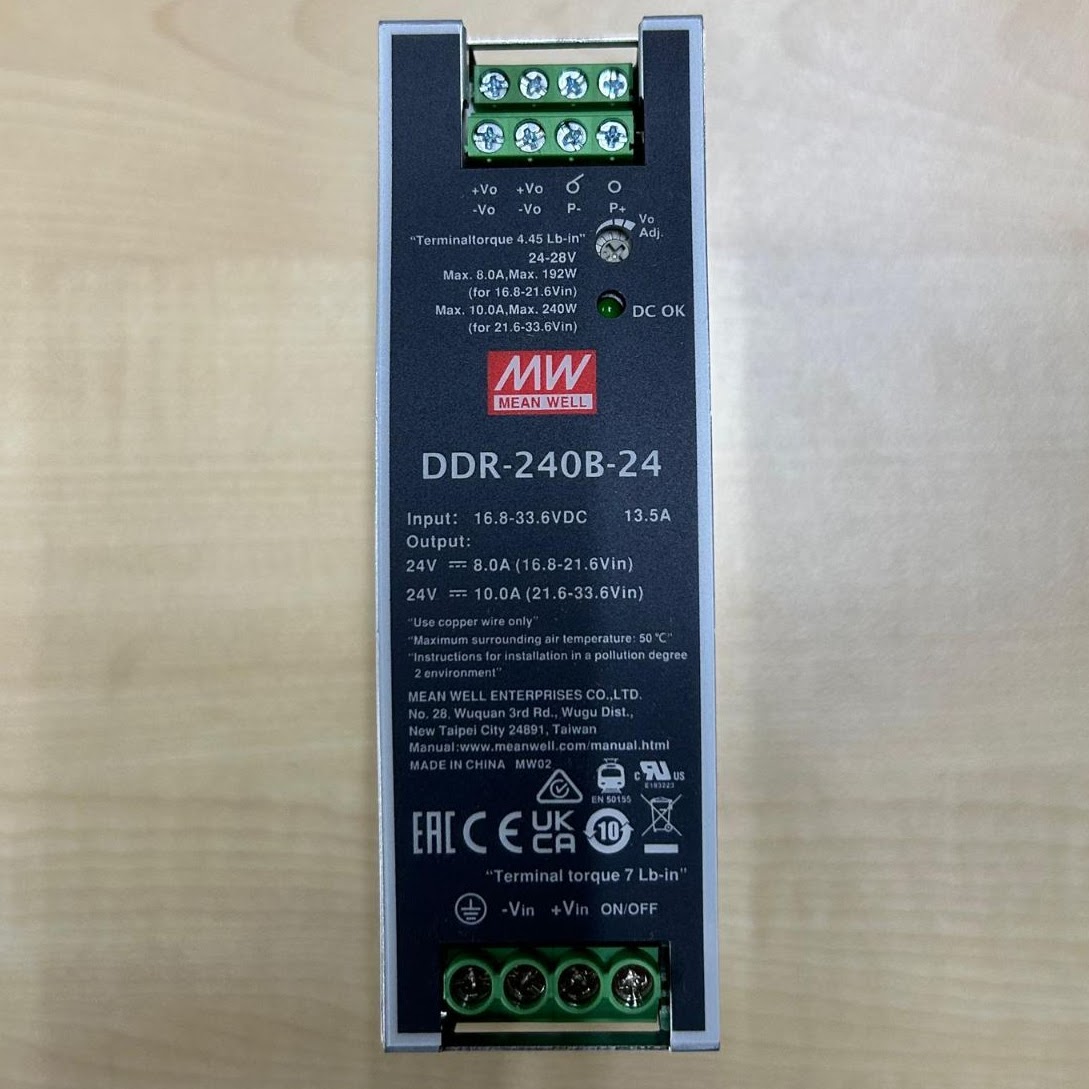 +Vo +Vo
-Vo -Vo P- P+
Vo
Adj.
"Terminaltorque 4.45 Lb-in"
24-28V
Max. 8.0A,Max. 192W
(for 16.8-21.6Vin)
Max. 10.0A,Max. 240W
(for 21.6-33.6Vin)
DC OK
MW
MEAN WELL
DDR-240B-24
Input: 16.8-33.6VDC 13.5A
Output:
24V ⎓ 8.0A (16.8-21.6Vin)
24V ⎓ 10.0A (21.6-33.6Vin)
"Use copper wire only"
"Maximum surrounding air temperature: 50 ℃"
"Instructions for installation in a pollution degree
2 environment"
MEAN WELL ENTERPRISES CO.,LTD.
No. 28, Wuquan 3rd Rd., Wugu Dist.,
New Taipei City 24891, Taiwan
Manual:www.meanwell.com/manual.html
MADE IN CHINA MW02
EN 50155
c RU US
E183223
EAC CE UK
CA 10
"Terminal torque 7 Lb-in"
-Vin +Vin ON/OFF